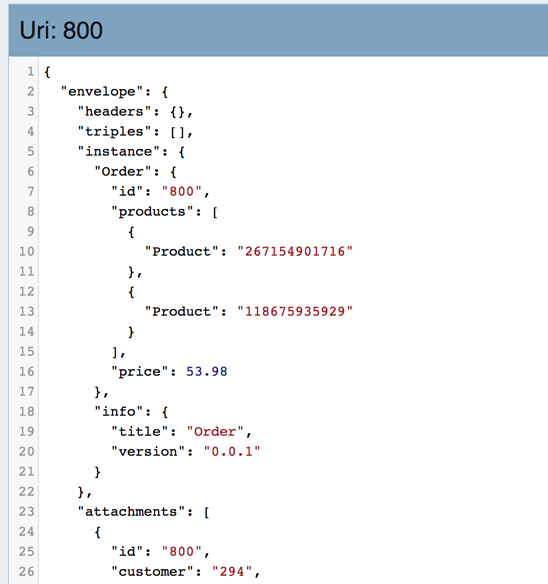 Uri: 800
1 {
2 "envelope": {
3 "headers": {},
4 "triples": [],
5 "instance": {
6 "Order": {
7 "id": "800",
8 "products": [
9 {
10 "Product": "267154901716"
11 },
12 {
13 "Product": "118675935929"
14 }
15 ],
16 "price": 53.98
17 },
18 "info": {
19 "title": "Order",
20 "version": "0.0.1"
21 }
22 },
23 "attachments": [
24 {
25 "id": "800",
26 "customer": "294",